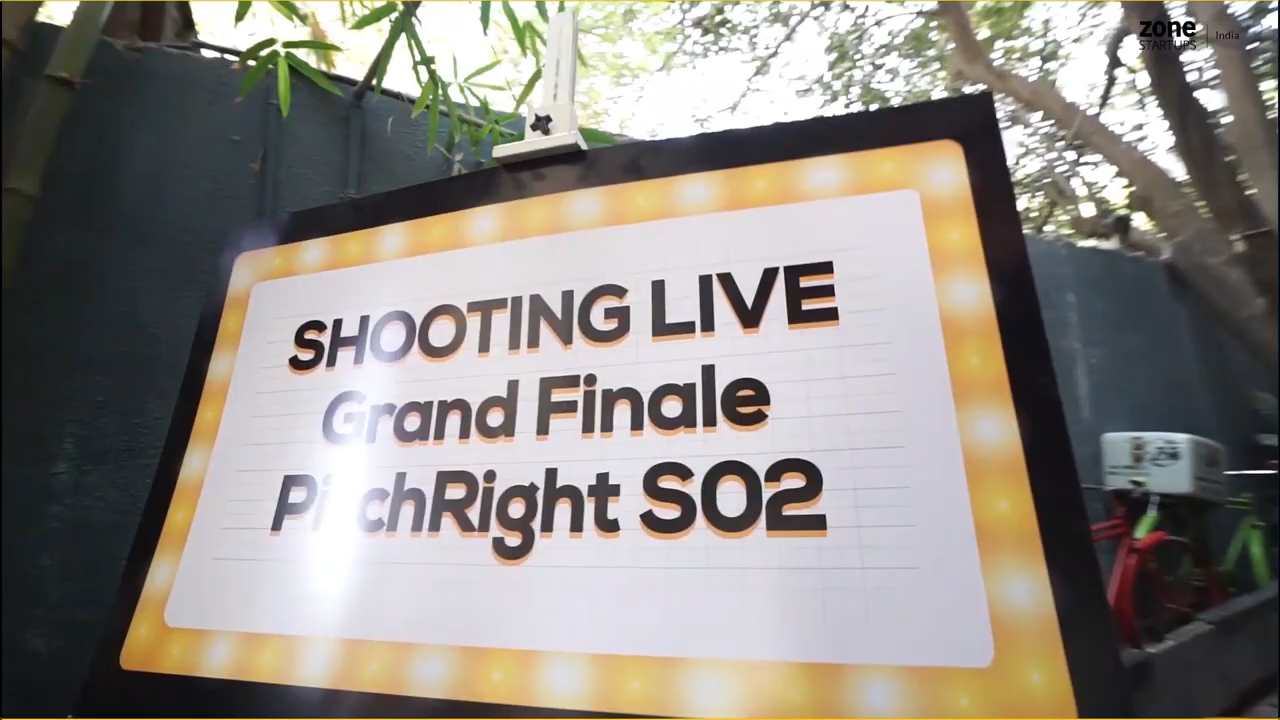 zone
STARTUPS
India
SHOOTING LIVE
Grand Finale
PitchRight S02